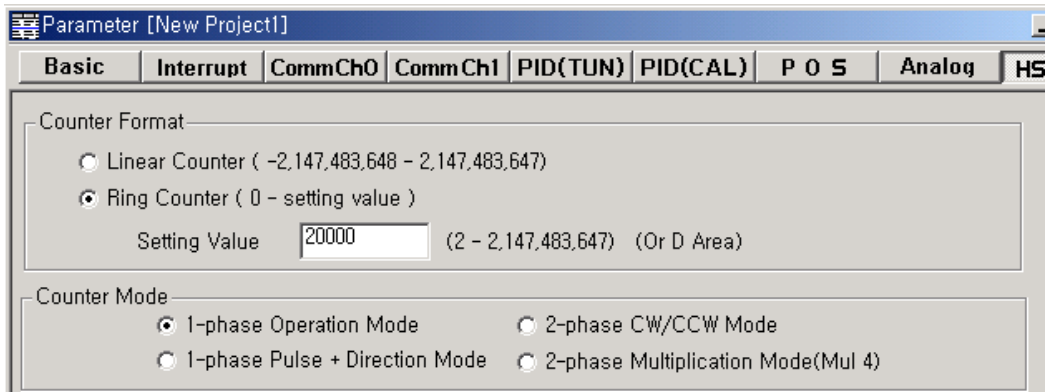 Parameter [New Project1]
Basic Interrupt CommCh0 CommCh1 PID(TUN) PID(CAL) P O S Analog HS
Counter Format
Linear Counter ( -2,147,483,648 - 2,147,483,647)
Ring Counter ( 0 - setting value )
Setting Value 20000 (2 - 2,147,483,647) (Or D Area)
Counter Mode
1-phase Operation Mode 2-phase CW/CCW Mode
1-phase Pulse + Direction Mode 2-phase Multiplication Mode(Mul 4)